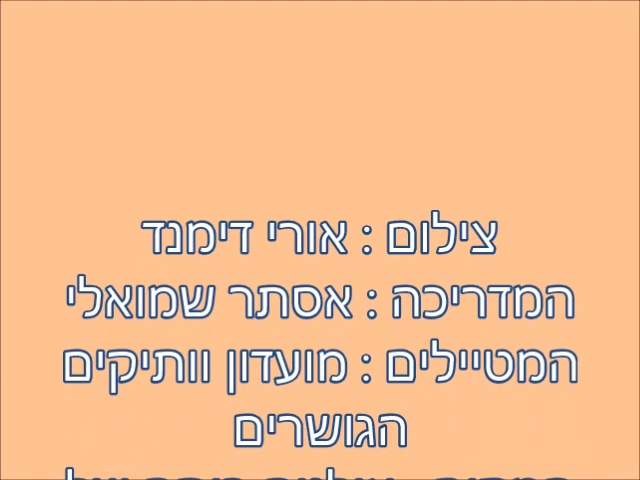 צילום : אורי דימנד
המדריכה : אסתר שמואלי
המטיילים : מועדון וותיקים
הגושרים